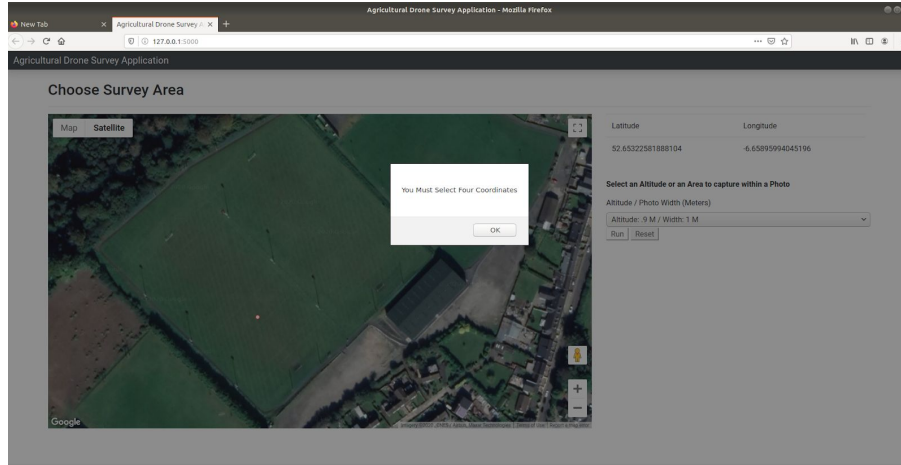 Agricultural Drone Survey Application - Mozilla Firefox
New Tab
Agricultural Drone Survey A
127.0.0.1:5000
Agricultural Drone Survey Application
Choose Survey Area
Map Satellite
Latitude Longitude
52.65322581888104 -6.65895994045196
You Must Select Four Coordinates
OK
Select an Altitude or an Area to capture within a Photo
Altitude / Photo Width (Meters)
Altitude: .9 M / Width: 1 M
Run Reset
Google
Terms of Use